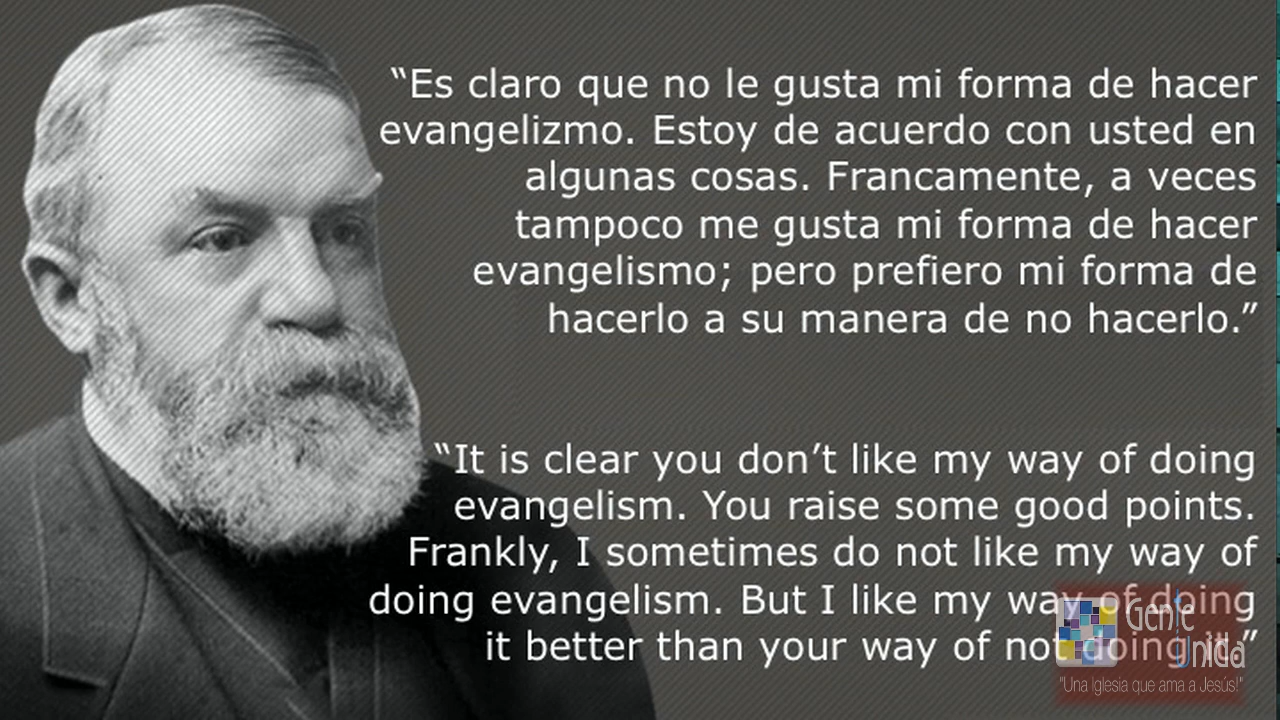 “Es claro que no le gusta mi forma de hacer
evangelizmo. Estoy de acuerdo con usted en
algunas cosas. Francamente, a veces
tampoco me gusta mi forma de hacer
evangelismo; pero prefiero mi forma de
hacerlo a su manera de no hacerlo.”
“It is clear you don’t like my way of doing
evangelism. You raise some good points.
Frankly, I sometimes do not like my way of
doing evangelism. But I like my way of doing
it better than your way of not doing it.”
Gente
Unida
"Una Iglesia que ama a Jesús!"